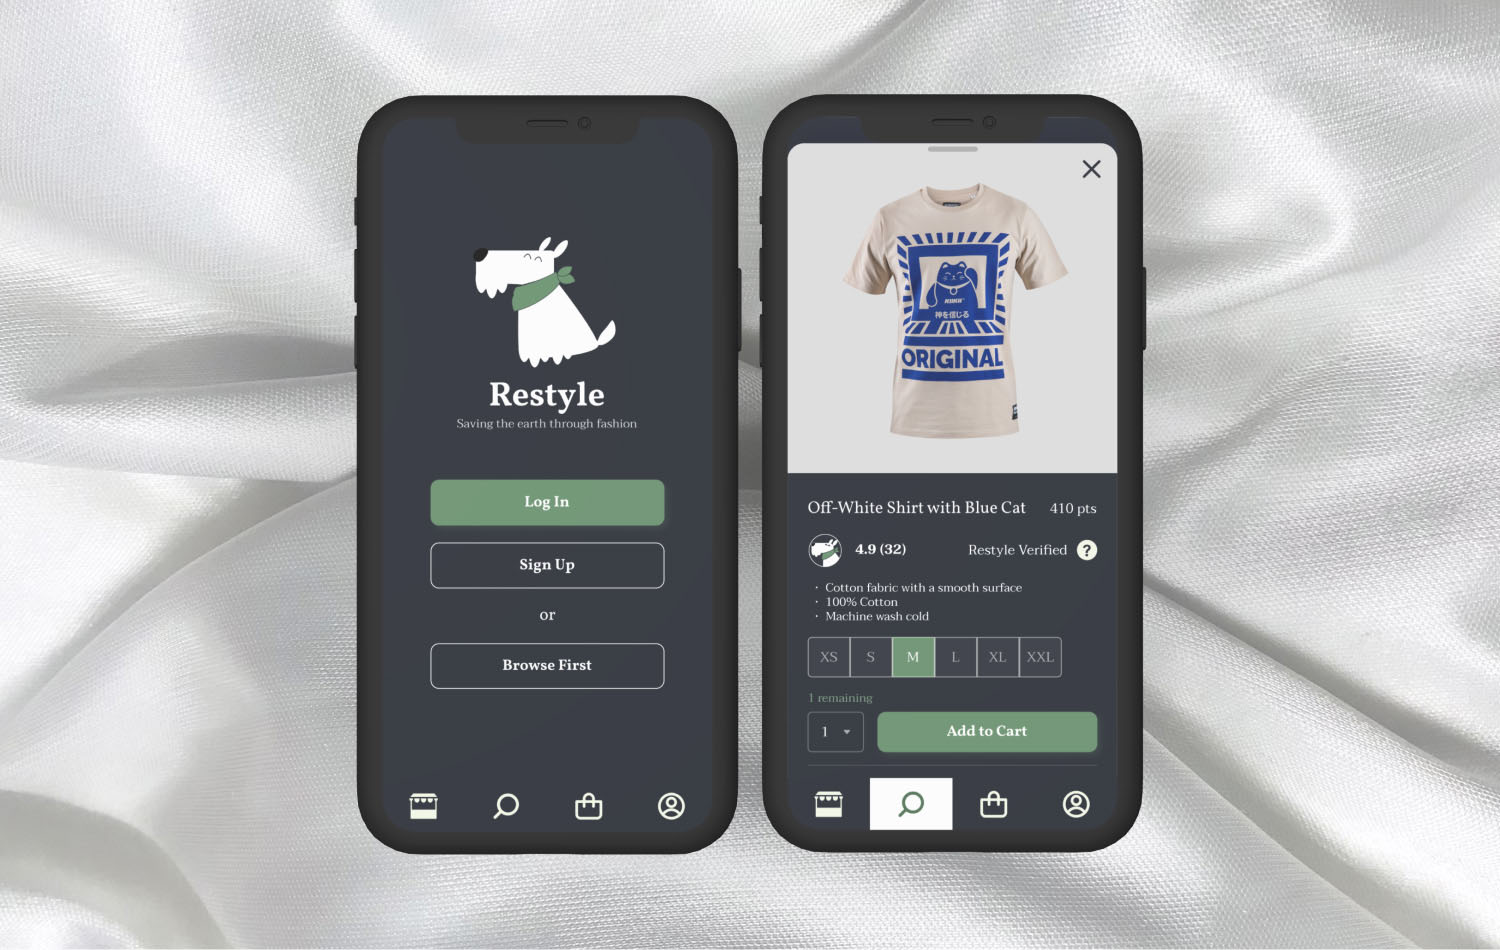 Restyle
Saving the earth through fashion
Log In
Sign Up
or
Browse First
神を信じる
ORIGINAL
Off-White Shirt with Blue Cat
410 pts
4.9 (32)
Restyle Verified
?
· Cotton fabric with a smooth surface
· 100% Cotton
· Machine wash cold
XS S M L XL XXL
1 remaining
1
Add to Cart